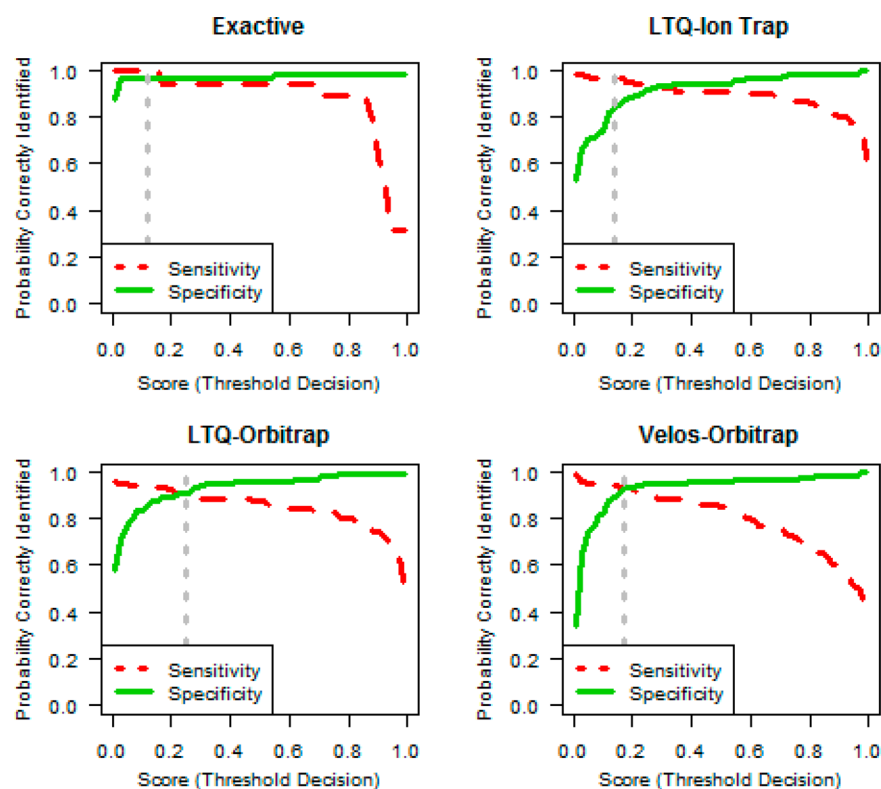 Exactive
Probability Correctly Identified
1.0
0.8
0.6
0.4
0.2
0.0
Sensitivity
Specificity
0.0 0.2 0.4 0.6 0.8 1.0
Score (Threshold Decision)
LTQ-Ion Trap
Probability Correctly Identified
1.0
0.8
0.6
0.4
0.2
0.0
Sensitivity
Specificity
0.0 0.2 0.4 0.6 0.8 1.0
Score (Threshold Decision)
LTQ-Orbitrap
Probability Correctly Identified
1.0
0.8
0.6
0.4
0.2
0.0
Sensitivity
Specificity
0.0 0.2 0.4 0.6 0.8 1.0
Score (Threshold Decision)
Velos-Orbitrap
Probability Correctly Identified
1.0
0.8
0.6
0.4
0.2
0.0
Sensitivity
Specificity
0.0 0.2 0.4 0.6 0.8 1.0
Score (Threshold Decision)